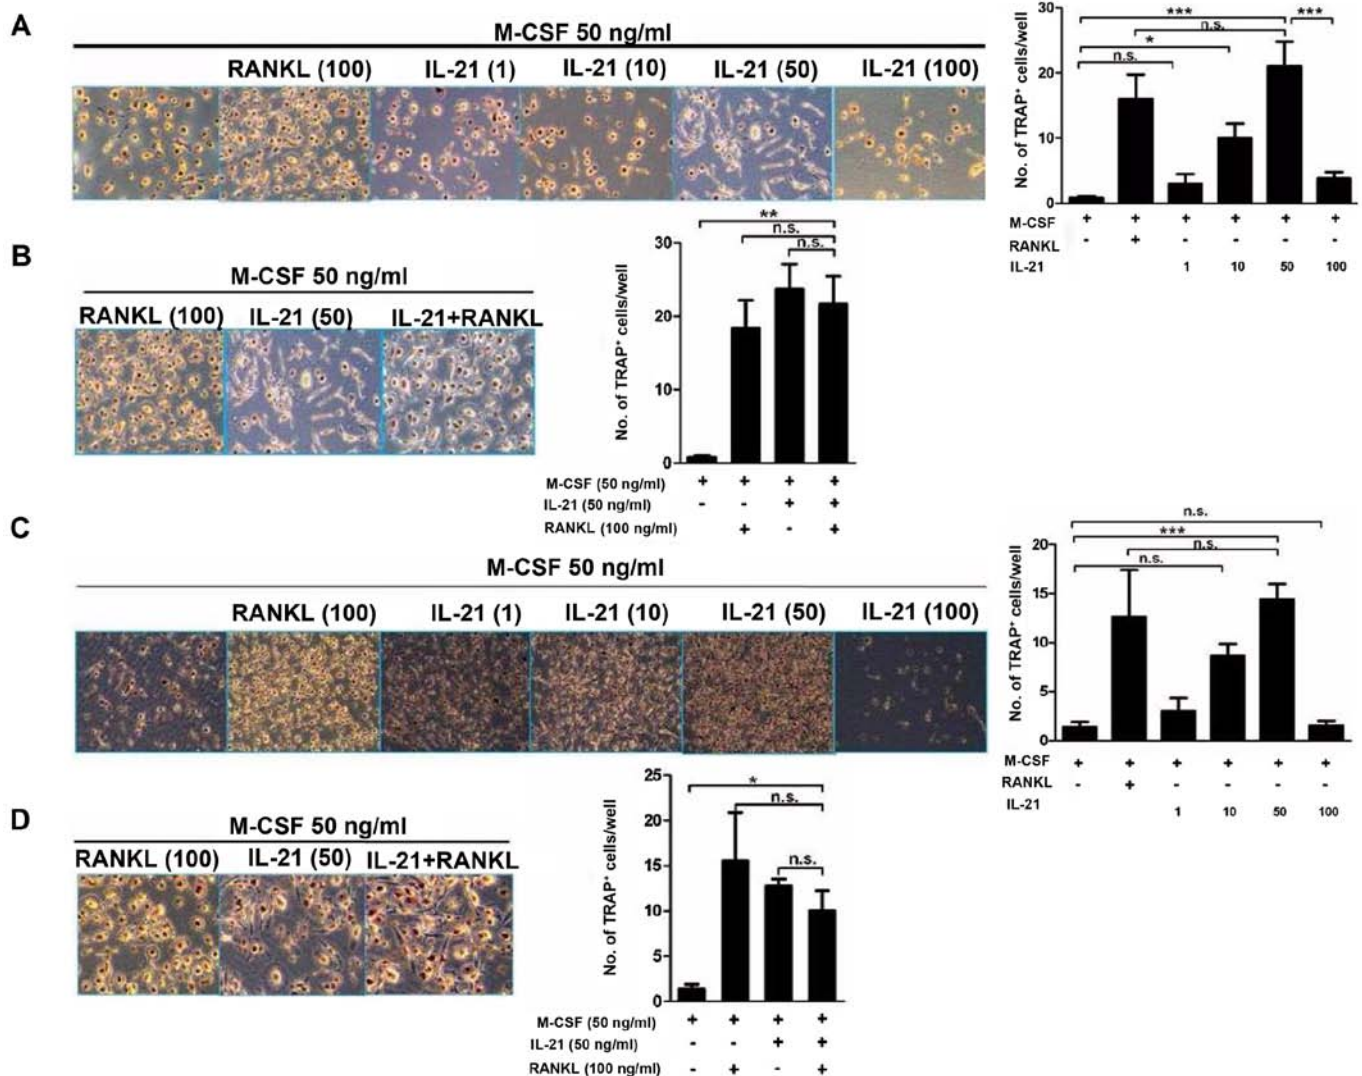 A
M-CSF 50 ng/ml
RANKL (100) IL-21 (1) IL-21 (10) IL-21 (50) IL-21 (100)
No. of TRAP⁺ cells/well
30
20
10
0
*** ***
n.s.
*
n.s.
M-CSF + + + + + +
RANKL - + - - - -
IL-21 1 10 50 100
B
M-CSF 50 ng/ml
RANKL (100) IL-21 (50) IL-21+RANKL
No. of TRAP⁺ cells/well
30
20
10
0
**
n.s.
n.s.
M-CSF (50 ng/ml) + + + +
IL-21 (50 ng/ml) - - + +
RANKL (100 ng/ml) + - +
C
M-CSF 50 ng/ml
RANKL (100) IL-21 (1) IL-21 (10) IL-21 (50) IL-21 (100)
No. of TRAP⁺ cells/well
20
15
10
5
0
n.s.
***
n.s.
n.s.
M-CSF + + + + + +
RANKL - + - - - -
IL-21 1 10 50 100
D
M-CSF 50 ng/ml
RANKL (100) IL-21 (50) IL-21+RANKL
No. of TRAP⁺ cells/well
25
20
15
10
5
0
*
n.s.
n.s.
M-CSF (50 ng/ml) + + + +
IL-21 (50 ng/ml) - - + +
RANKL (100 ng/ml) - + - +